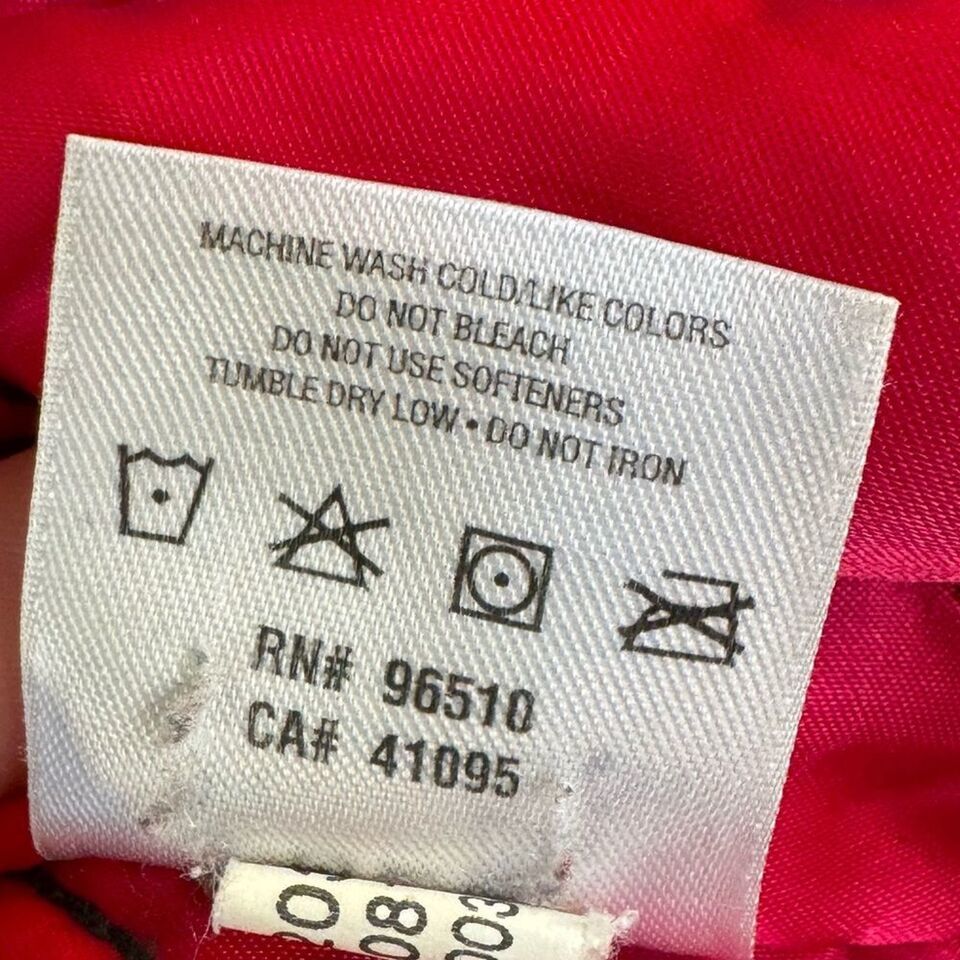 MACHINE WASH COLD/LIKE COLORS
DO NOT BLEACH
DO NOT USE SOFTENERS
TUMBLE DRY LOW • DO NOT IRON
RN# 96510
CA# 41095